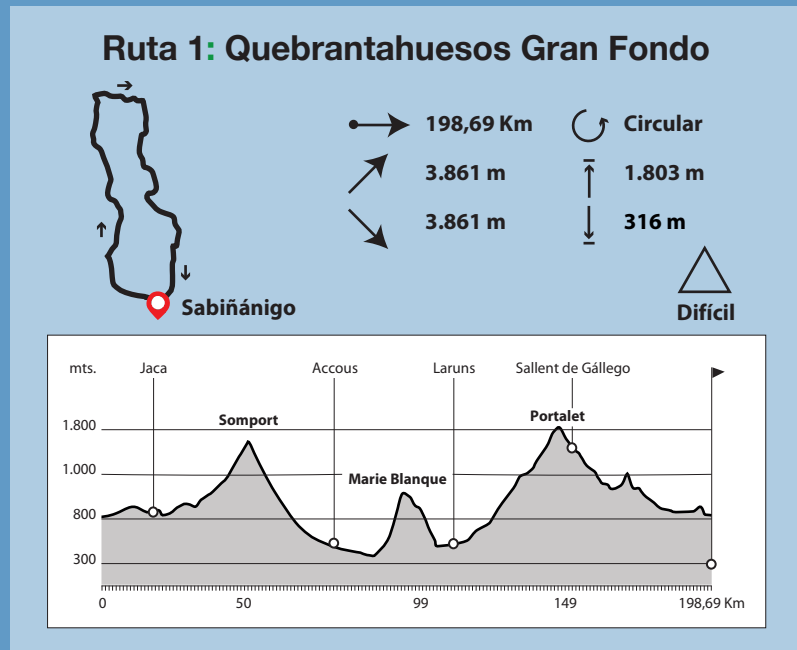 Ruta 1: Quebrantahuesos Gran Fondo
198,69 Km
Circular
3.861 m
1.803 m
3.861 m
316 m
Sabiñánigo
Difícil
mts.
Jaca
Accous
Laruns
Sallent de Gállego
Somport
Portalet
1.800
1.000
Marie Blanque
800
300
0
50
99
149
198,69 Km